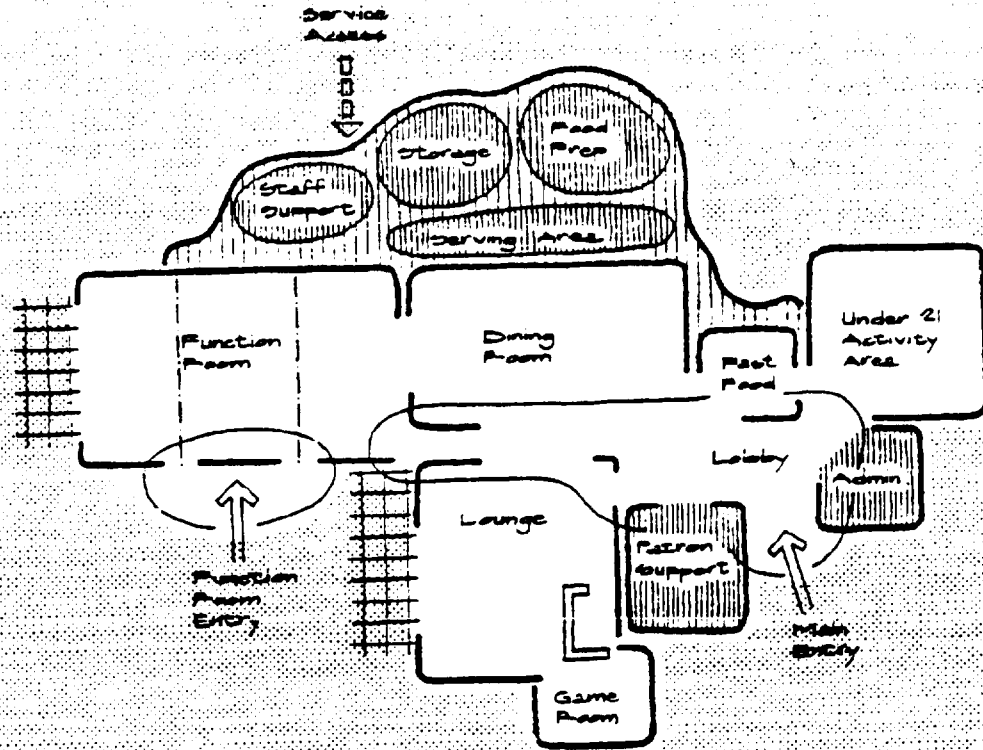 Service
Access
Storage
Food
Prep
Staff
Support
Serving Area
Function
Room
Dining
Room
Fast
Food
Under 21
Activity
Area
Lobby
Admin
Lounge
Patron
Support
Function
Room
Entry
Main
Entry
Game
Room